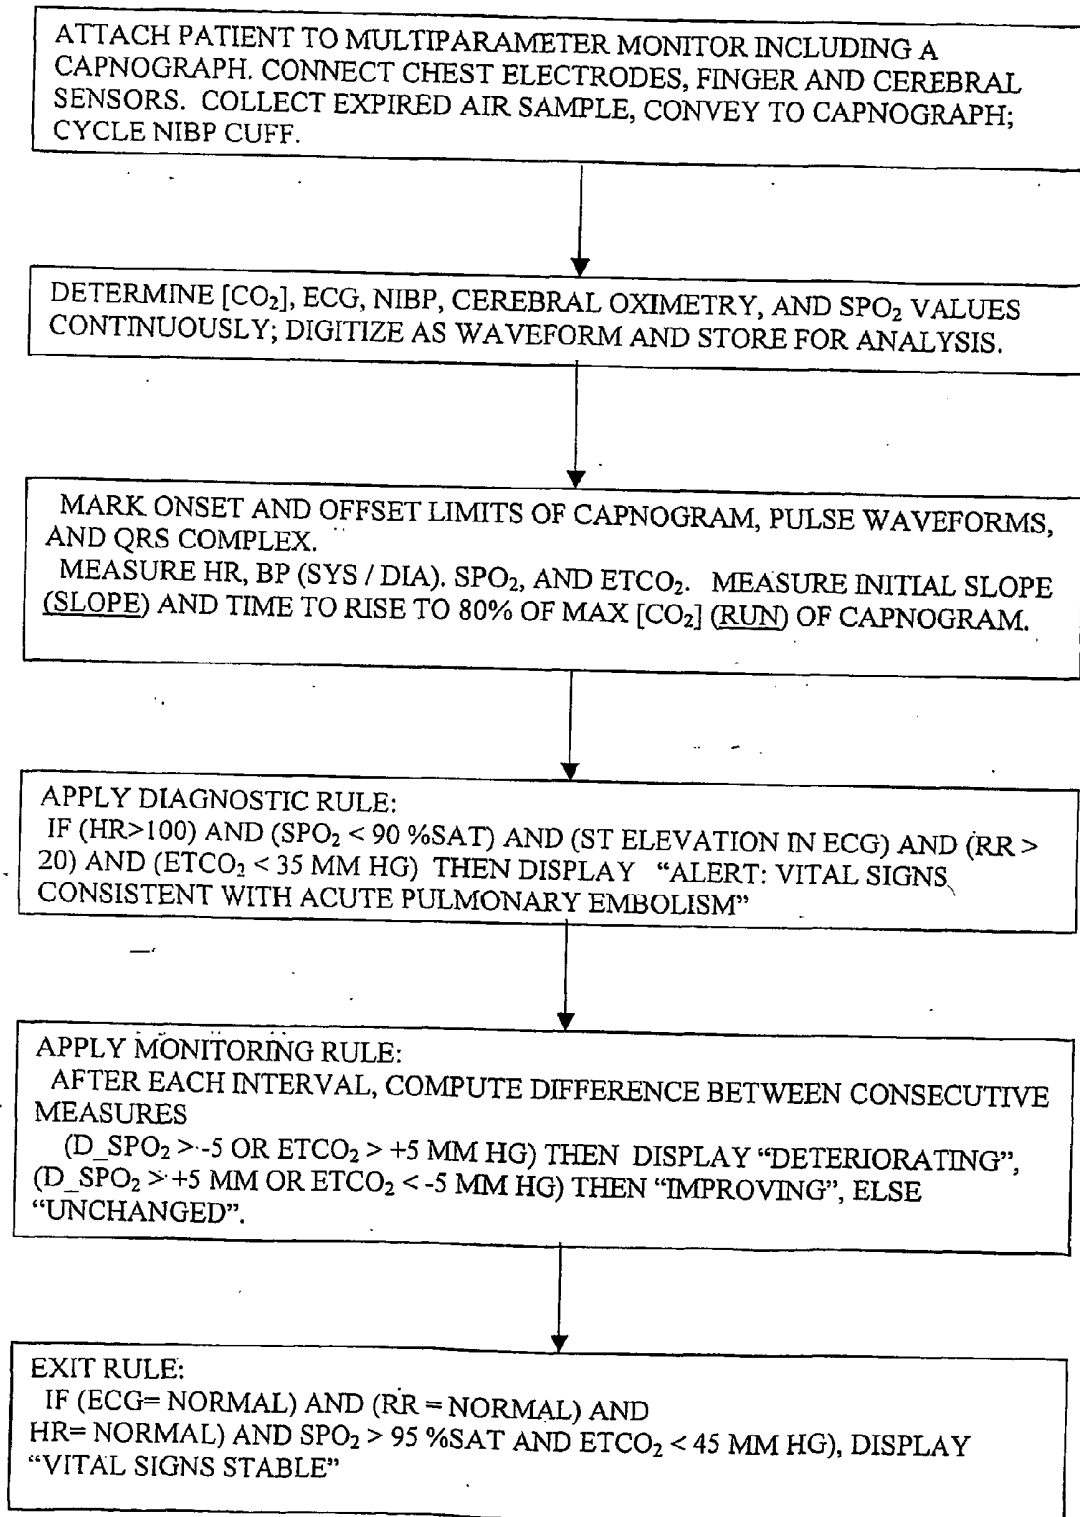 ATTACH PATIENT TO MULTIPARAMETER MONITOR INCLUDING A
CAPNOGRAPH. CONNECT CHEST ELECTRODES, FINGER AND CEREBRAL
SENSORS. COLLECT EXPIRED AIR SAMPLE, CONVEY TO CAPNOGRAPH;
CYCLE NIBP CUFF.
DETERMINE [CO₂], ECG, NIBP, CEREBRAL OXIMETRY, AND SPO₂ VALUES
CONTINUOUSLY; DIGITIZE AS WAVEFORM AND STORE FOR ANALYSIS.
MARK ONSET AND OFFSET LIMITS OF CAPNOGRAM, PULSE WAVEFORMS,
AND QRS COMPLEX.
MEASURE HR, BP (SYS / DIA). SPO₂, AND ETCO₂. MEASURE INITIAL SLOPE
(SLOPE) AND TIME TO RISE TO 80% OF MAX [CO₂] (RUN) OF CAPNOGRAM.
APPLY DIAGNOSTIC RULE:
IF (HR>100) AND (SPO₂ < 90 %SAT) AND (ST ELEVATION IN ECG) AND (RR >
20) AND (ETCO₂ < 35 MM HG) THEN DISPLAY "ALERT: VITAL SIGNS
CONSISTENT WITH ACUTE PULMONARY EMBOLISM"
APPLY MONITORING RULE:
AFTER EACH INTERVAL, COMPUTE DIFFERENCE BETWEEN CONSECUTIVE
MEASURES
(D_SPO₂ > -5 OR ETCO₂ > +5 MM HG) THEN DISPLAY "DETERIORATING",
(D_SPO₂ > +5 MM OR ETCO₂ < -5 MM HG) THEN "IMPROVING", ELSE
"UNCHANGED".
EXIT RULE:
IF (ECG= NORMAL) AND (RR = NORMAL) AND
HR= NORMAL) AND SPO₂ > 95 %SAT AND ETCO₂ < 45 MM HG), DISPLAY
"VITAL SIGNS STABLE"